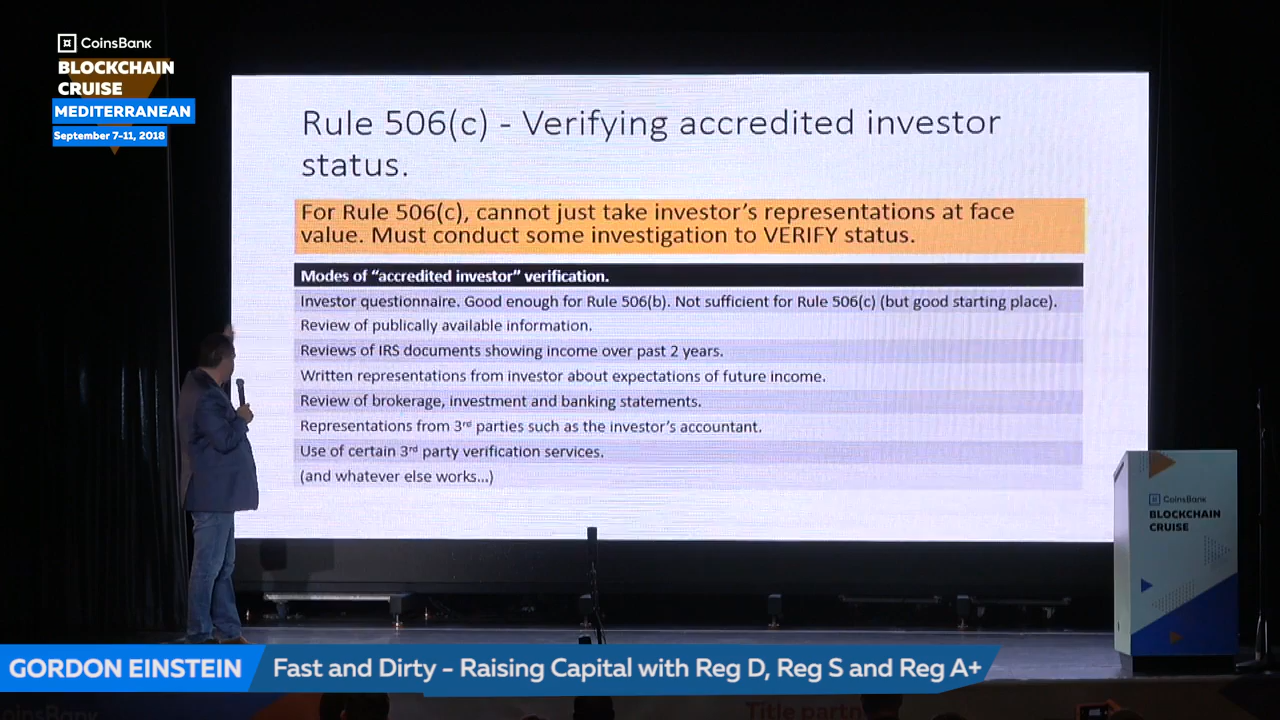 CoinsBank
BLOCKCHAIN
CRUISE
MEDITERRANEAN
September 7-11, 2018
Rule 506(c) - Verifying accredited investor
status.
For Rule 506(c), cannot just take investor's representations at face
value. Must conduct some investigation to VERIFY status.
Modes of "accredited investor" verification.
Investor questionnaire. Good enough for Rule 506(b). Not sufficient for Rule 506(c) (but good starting place).
Review of publically available information.
Reviews of IRS documents showing income over past 2 years.
Written representations from investor about expectations of future income.
Review of brokerage, investment and banking statements.
Representations from 3rd parties such as the investor's accountant.
Use of certain 3rd party verification services.
(and whatever else works...)
CoinsBank
BLOCKCHAIN
CRUISE
GORDON EINSTEIN
Fast and Dirty – Raising Capital with Reg D, Reg S and Reg A+
CoinsBank
Title partn